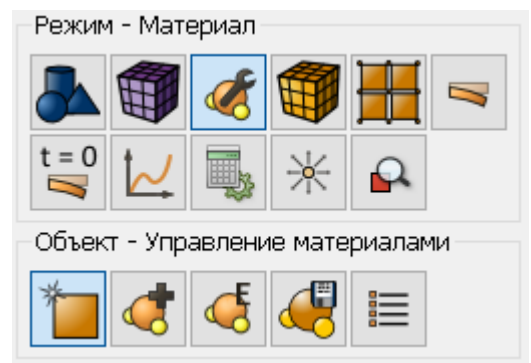 Режим - Материал
t = 0
Объект - Управление материалами
E